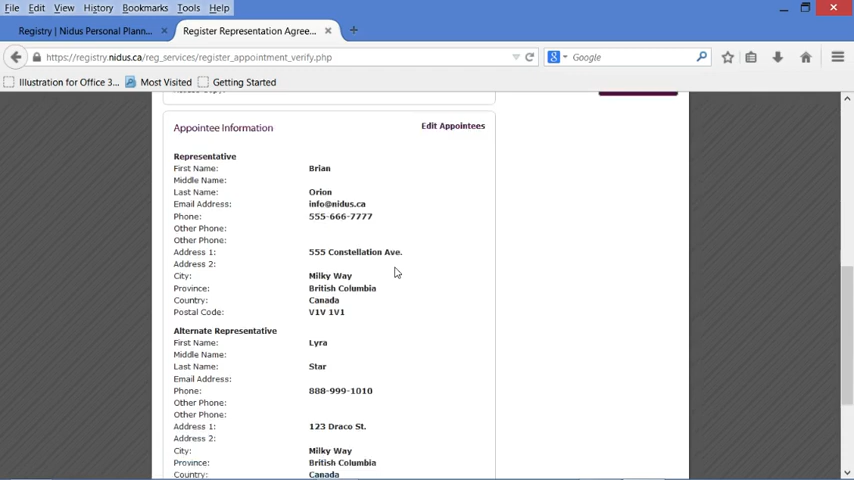 File Edit View History Bookmarks Tools Help
Registry | Nidus Personal Plann... × Register Representation Agree... × +
https://registry.nidus.ca/reg_services/register_appointment_verify.php Google
Illustration for Office 3... Most Visited Getting Started
Appointee Information Edit Appointees
Representative
First Name: Brian
Middle Name:
Last Name: Orion
Email Address: info@nidus.ca
Phone: 555-666-7777
Other Phone:
Other Phone:
Address 1: 555 Constellation Ave.
Address 2:
City: Milky Way
Province: British Columbia
Country: Canada
Postal Code: V1V 1V1
Alternate Representative
First Name: Lyra
Middle Name:
Last Name: Star
Email Address:
Phone: 888-999-1010
Other Phone:
Other Phone:
Address 1: 123 Draco St.
Address 2:
City: Milky Way
Province: British Columbia
Country: Canada